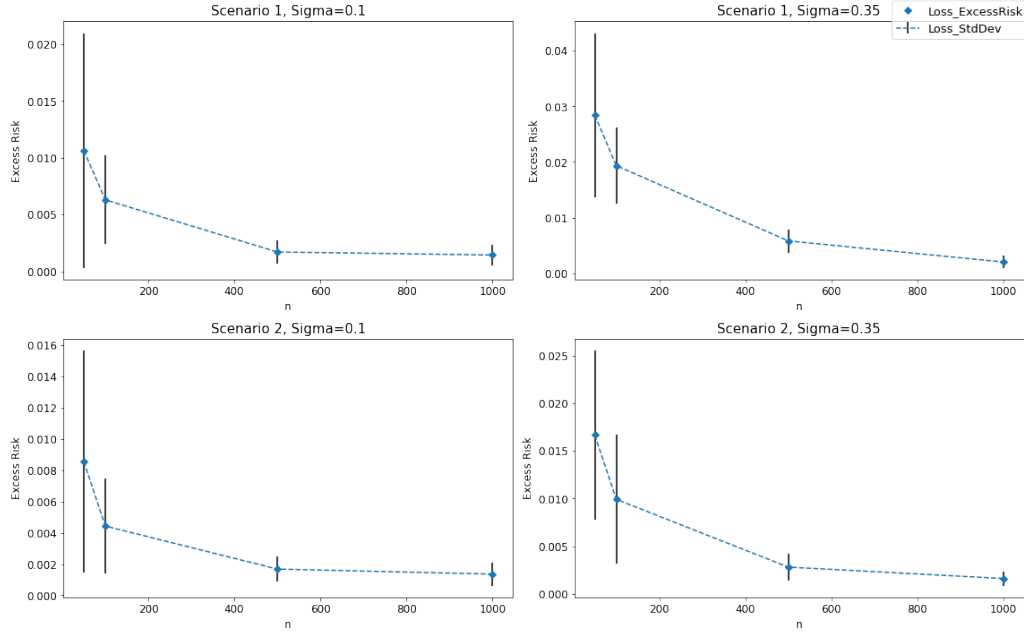 Scenario 1, Sigma=0.1
Excess Risk
0.020
0.015
0.010
0.005
0.000
200 400 600 800 1000
n
Scenario 1, Sigma=0.35
Loss_ExcessRisk
Loss_StdDev
Excess Risk
0.04
0.03
0.02
0.01
0.00
200 400 600 800 1000
n
Scenario 2, Sigma=0.1
Excess Risk
0.016
0.014
0.012
0.010
0.008
0.006
0.004
0.002
0.000
200 400 600 800 1000
n
Scenario 2, Sigma=0.35
Excess Risk
0.025
0.020
0.015
0.010
0.005
0.000
200 400 600 800 1000
n